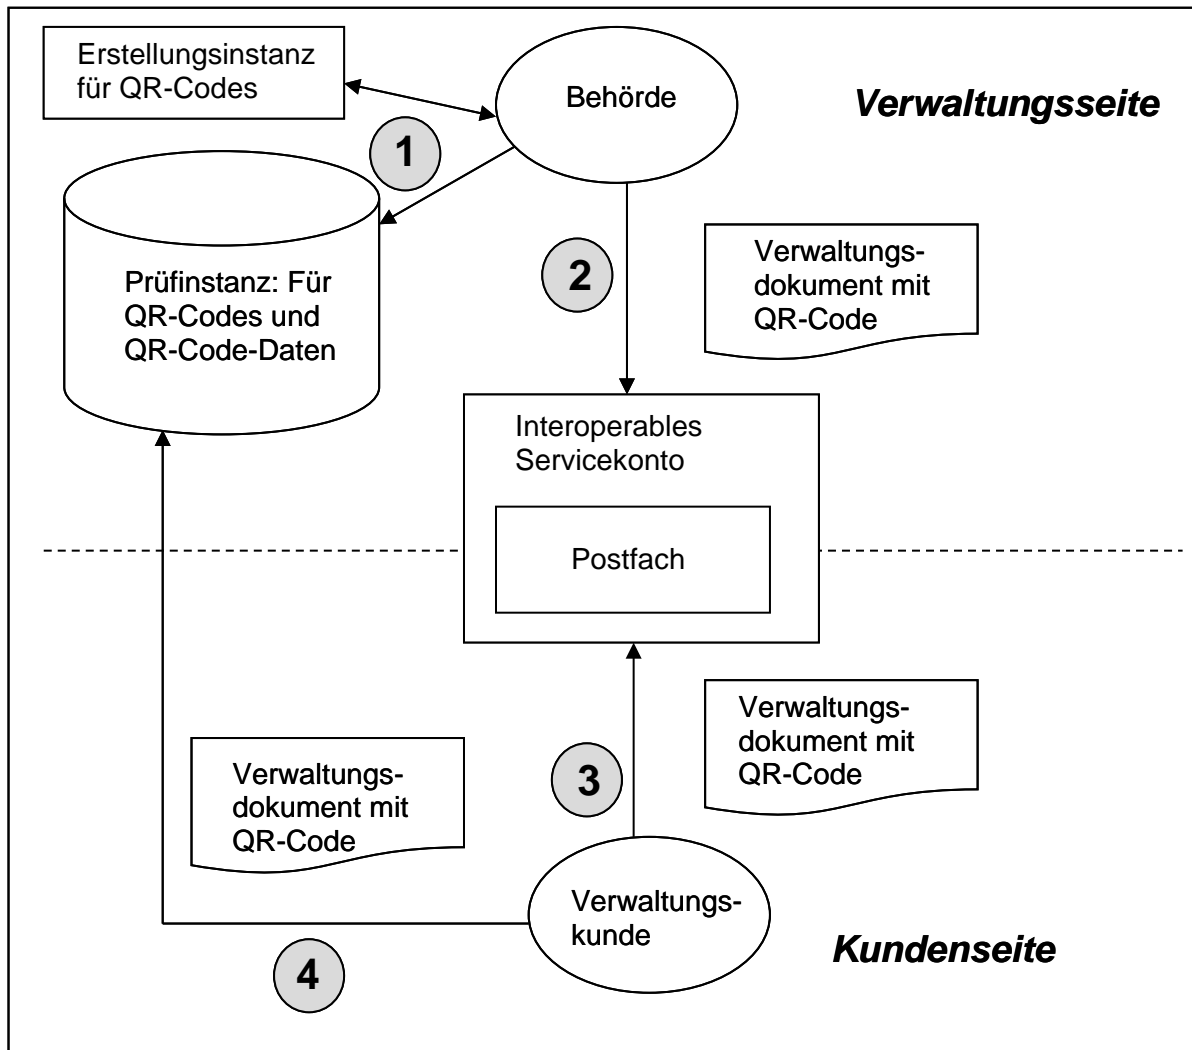 Erstellungsinstanz
für QR-Codes
Behörde
Verwaltungsseite
1
Prüfinstanz: Für
QR-Codes und
QR-Code-Daten
2
Verwaltungs-
dokument mit
QR-Code
Interoperables
Servicekonto
Postfach
Verwaltungs-
dokument mit
QR-Code
3
Verwaltungs-
dokument mit
QR-Code
Verwaltungs-
kunde
Kundenseite
4